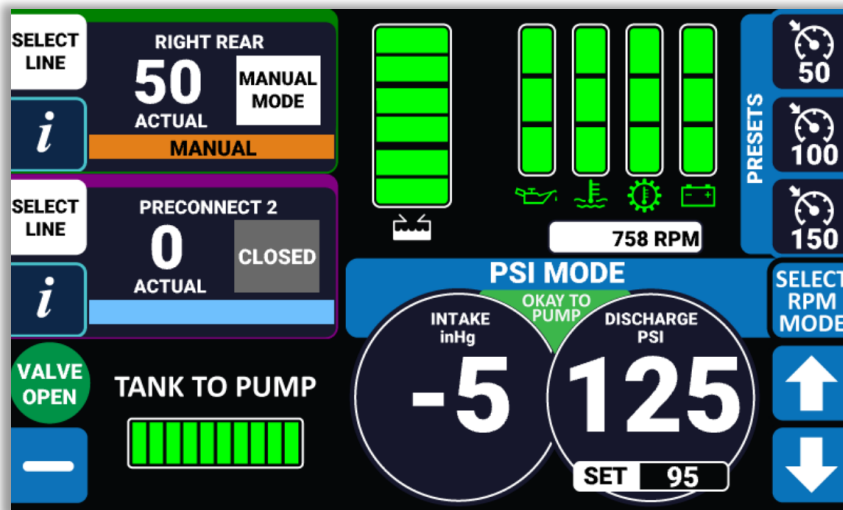 SELECT
LINE
RIGHT REAR
50
ACTUAL
MANUAL
MODE
i
MANUAL
SELECT
LINE
PRECONNECT 2
0
ACTUAL
CLOSED
i
VALVE
OPEN
TANK TO PUMP
758 RPM
PRESETS
50
100
150
PSI MODE
OKAY TO
PUMP
INTAKE
inHg
-5
DISCHARGE
PSI
125
SET 95
SELECT
RPM
MODE